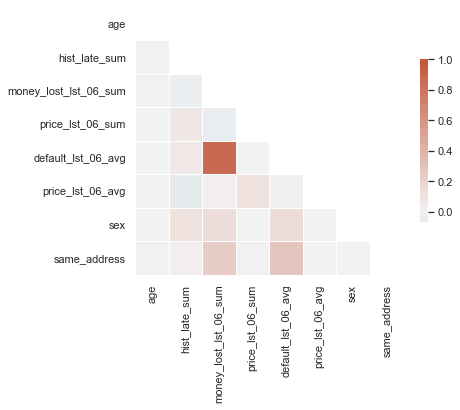 age
hist_late_sum
money_lost_lst_06_sum
price_lst_06_sum
default_lst_06_avg
price_lst_06_avg
sex
same_address
1.0
0.8
0.6
0.4
0.2
0.0
age
hist_late_sum
money_lost_lst_06_sum
price_lst_06_sum
default_lst_06_avg
price_lst_06_avg
sex
same_address